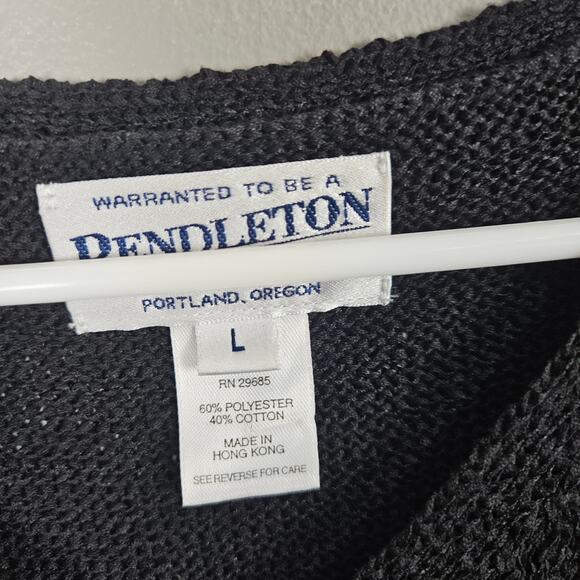 WARRANTED TO BE A
PENDLETON
PORTLAND, OREGON
L
RN 29685
60% POLYESTER
40% COTTON
MADE IN
HONG KONG
SEE REVERSE FOR CARE